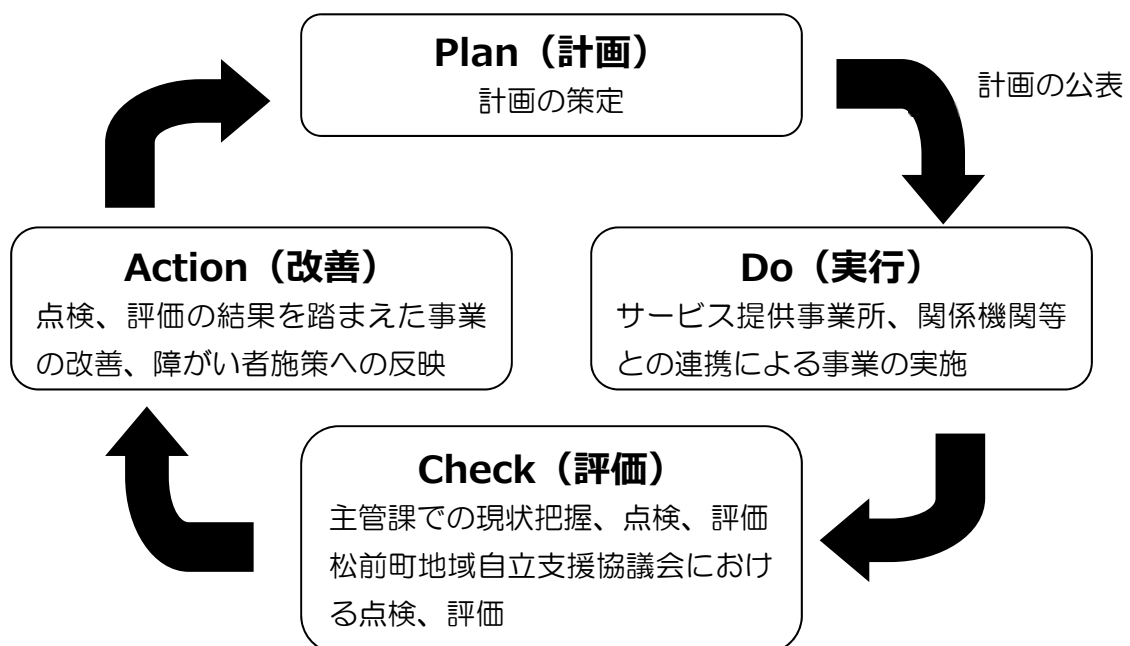 Plan（計画）
計画の策定
計画の公表
Do（実行）
サービス提供事業所、関係機関等
との連携による事業の実施
Check（評価）
主管課での現状把握、点検、評価
松前町地域自立支援協議会におけ
る点検、評価
Action（改善）
点検、評価の結果を踏まえた事業
の改善、障がい者施策への反映